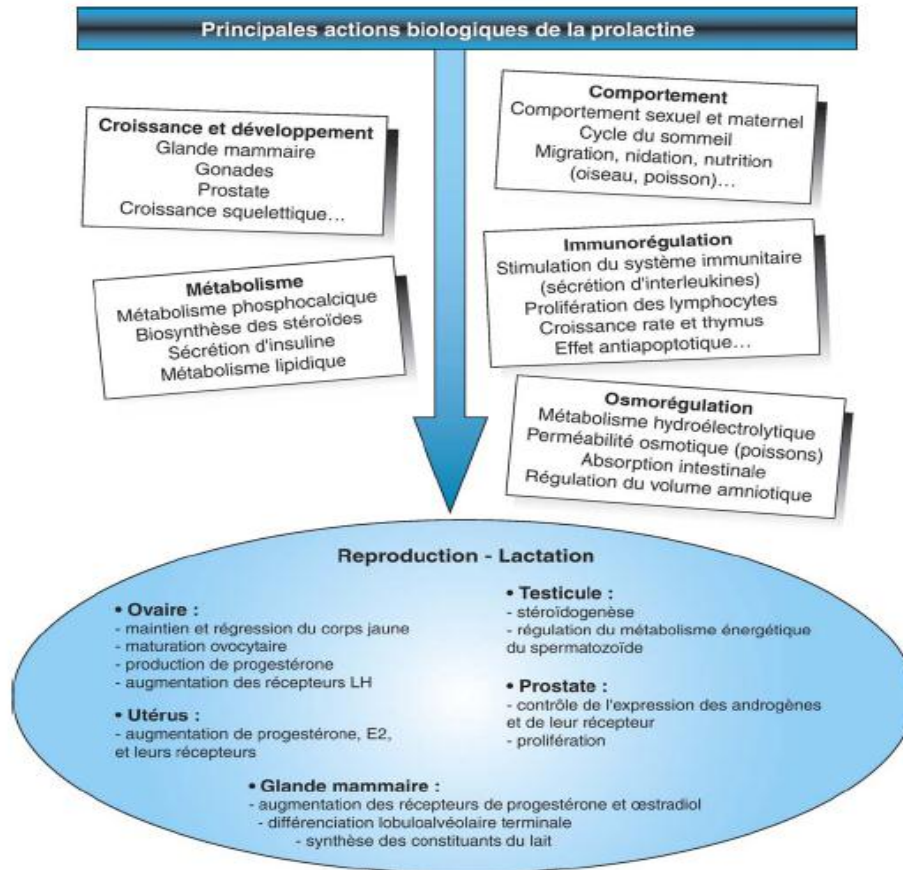 Principales actions biologiques de la prolactine
Croissance et développement
Glande mammaire
Gonades
Prostate
Croissance squelettique...
Métabolisme
Métabolisme phosphocalcique
Biosynthèse des stéroïdes
Sécrétion d'insuline
Métabolisme lipidique
Comportement
Comportement sexuel et maternel
Cycle du sommeil
Migration, nidation, nutrition
(oiseau, poisson)...
Immunorégulation
Stimulation du système immunitaire
(sécrétion d'interleukines)
Prolifération des lymphocytes
Croissance rate et thymus
Effet antiapoptotique...
Osmorégulation
Métabolisme hydroélectrolytique
Perméabilité osmotique (poissons)
Absorption intestinale
Régulation du volume amniotique
Reproduction - Lactation
• Ovaire :
- maintien et régression du corps jaune
- maturation ovocytaire
- production de progestérone
- augmentation des récepteurs LH
• Utérus :
- augmentation de progestérone, E2,
et leurs récepteurs
• Testicule :
- stéroïdogenèse
- régulation du métabolisme énergétique
du spermatozoïde
• Prostate :
- contrôle de l'expression des androgènes
et de leur récepteur
- prolifération
• Glande mammaire :
- augmentation des récepteurs de progestérone et œstradiol
- différenciation lobuloalvéolaire terminale
- synthèse des constituants du lait